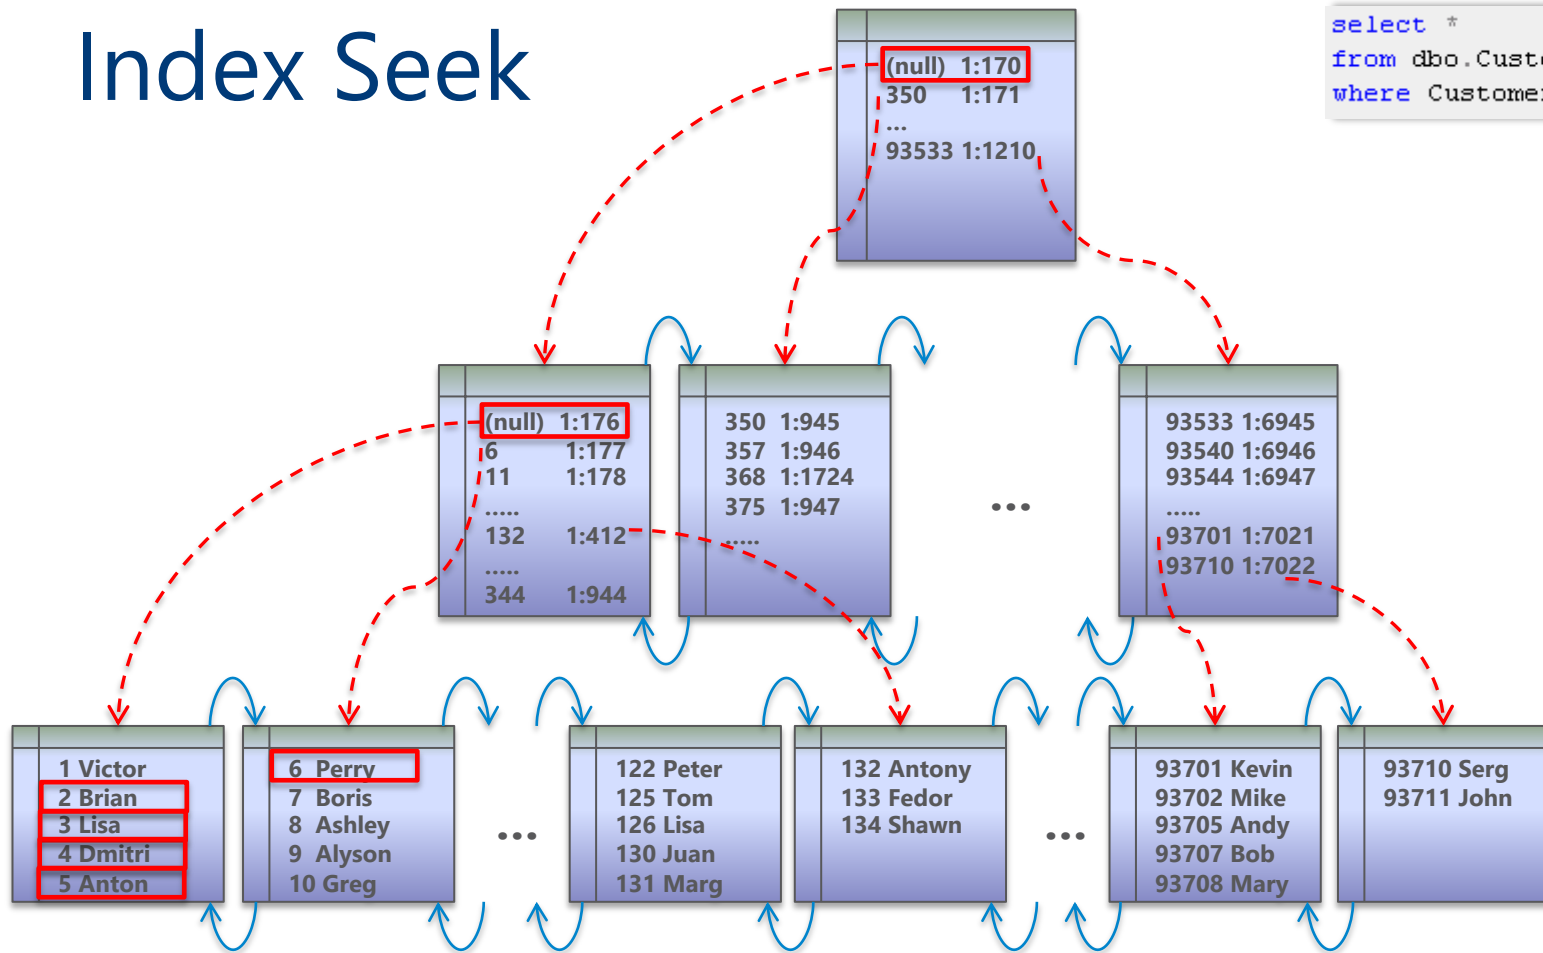 Index Seek
select *
from dbo.Custo
where Customer
(null) 1:170
350 1:171
...
93533 1:1210
(null) 1:176
6 1:177
11 1:178
.....
132 1:412
.....
344 1:944
350 1:945
357 1:946
368 1:1724
375 1:947
.....
...
93533 1:6945
93540 1:6946
93544 1:6947
.....
93701 1:7021
93710 1:7022
1 Victor
2 Brian
3 Lisa
4 Dmitri
5 Anton
6 Perry
7 Boris
8 Ashley
9 Alyson
10 Greg
...
122 Peter
125 Tom
126 Lisa
130 Juan
131 Marg
132 Antony
133 Fedor
134 Shawn
...
93701 Kevin
93702 Mike
93705 Andy
93707 Bob
93708 Mary
93710 Serg
93711 John